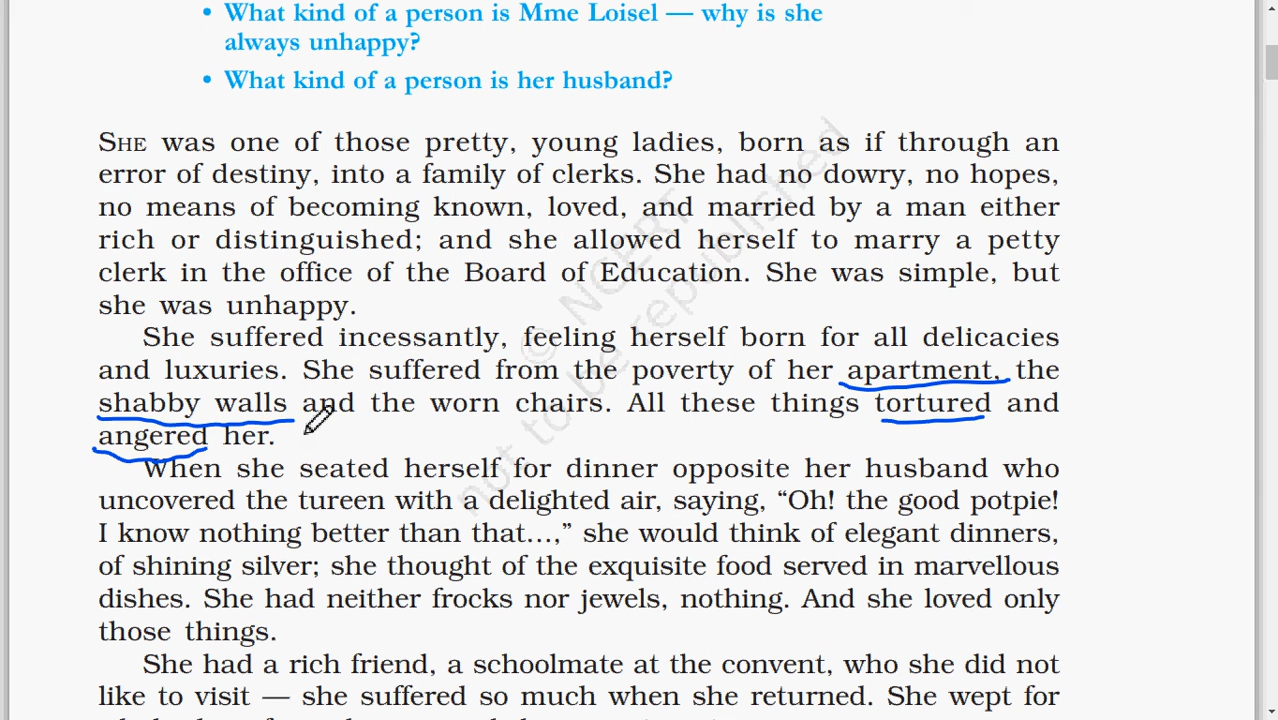 • What kind of a person is Mme Loisel — why is she
always unhappy?
• What kind of a person is her husband?
SHE was one of those pretty, young ladies, born as if through an
error of destiny, into a family of clerks. She had no dowry, no hopes,
no means of becoming known, loved, and married by a man either
rich or distinguished; and she allowed herself to marry a petty
clerk in the office of the Board of Education. She was simple, but
she was unhappy.
She suffered incessantly, feeling herself born for all delicacies
and luxuries. She suffered from the poverty of her apartment, the
shabby walls and the worn chairs. All these things tortured and
angered her.
When she seated herself for dinner opposite her husband who
uncovered the tureen with a delighted air, saying, “Oh! the good potpie!
I know nothing better than that…,” she would think of elegant dinners,
of shining silver; she thought of the exquisite food served in marvellous
dishes. She had neither frocks nor jewels, nothing. And she loved only
those things.
She had a rich friend, a schoolmate at the convent, who she did not
like to visit — she suffered so much when she returned. She wept for
© NCERT
not to be republished